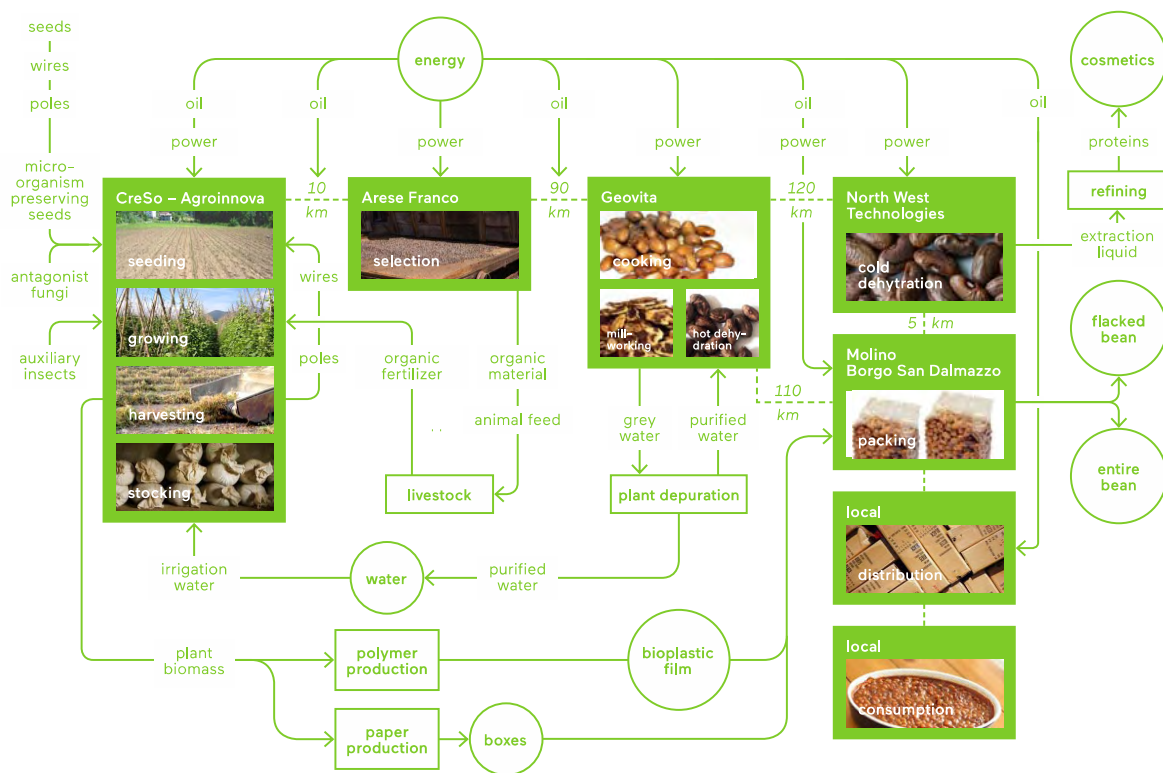 seeds
wires
poles
micro-
organism
preserving
seeds
antagonist
fungi
auxiliary
insects
energy
oil
power
oil
power
oil
power
oil
power
power
oil
cosmetics
proteins
refining
extraction
liquid
CreSo – Agroinnova
seeding
growing
harvesting
stocking
10
km
wires
poles
Arese Franco
selection
90
km
organic
fertilizer
organic
material
animal feed
livestock
Geovita
cooking
mill-
working
hot dehy-
dration
120
km
110
km
grey
water
purified
water
plant depuration
North West
Technologies
cold
dehytration
5 km
Molino
Borgo San Dalmazzo
packing
flacked
bean
entire
bean
local
distribution
local
consumption
irrigation
water
water
purified
water
plant
biomass
polymer
production
bioplastic
film
paper
production
boxes